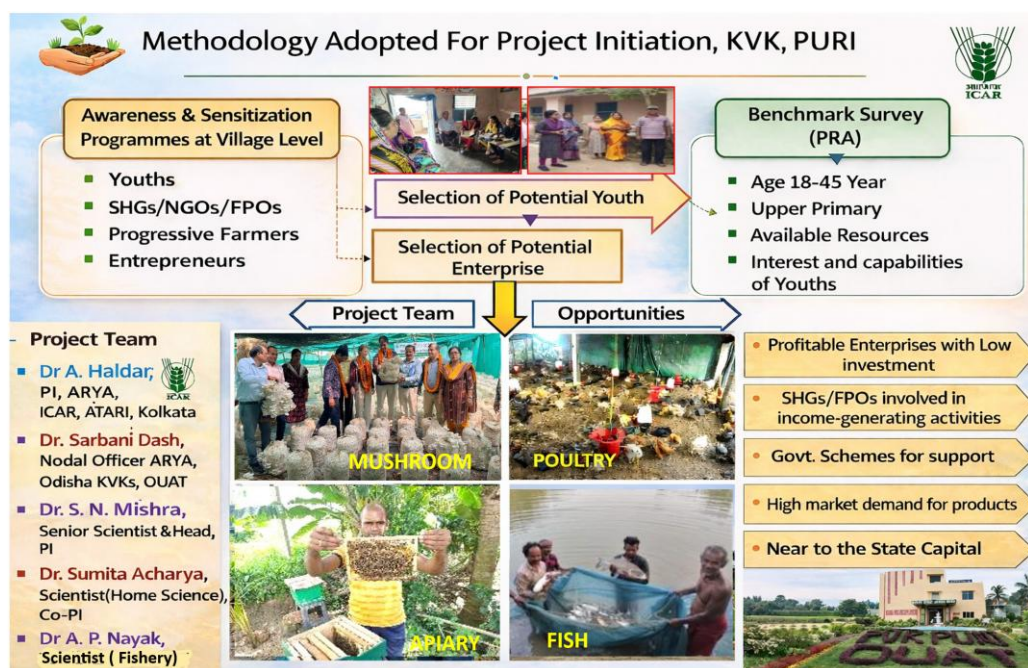 Methodology Adopted For Project Initiation, KVK, PURI
ICAR
Awareness & Sensitization
Programmes at Village Level
Youths
SHGs/NGOs/FPOs
Progressive Farmers
Entrepreneurs
Selection of Potential Youth
Selection of Potential
Enterprise
Benchmark Survey
(PRA)
Age 18-45 Year
Upper Primary
Available Resources
Interest and capabilities
of Youths
Project Team
Opportunities
Project Team
Dr A. Haldar,
PI, ARYA,
ICAR, ATARI, Kolkata
ICAR
Dr. Sarbani Dash,
Nodal Officer ARYA,
Odisha KVKs, OUAT
Dr. S. N. Mishra,
Senior Scientist &Head,
PI
Dr. Sumita Acharya,
Scientist(Home Science),
Co-PI
Dr A. P. Nayak,
Scientist ( Fishery)
MUSHROOM
POULTRY
APIARY
FISH
Profitable Enterprises with Low
investment
SHGs/FPOs involved in
income-generating activities
Govt. Schemes for support
High market demand for products
Near to the State Capital
OUAT